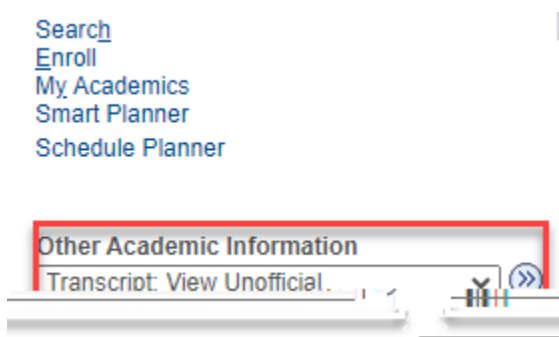 Search
Enroll
My Academics
Smart Planner
Schedule Planner
Other Academic Information
Transcript: View Unofficial